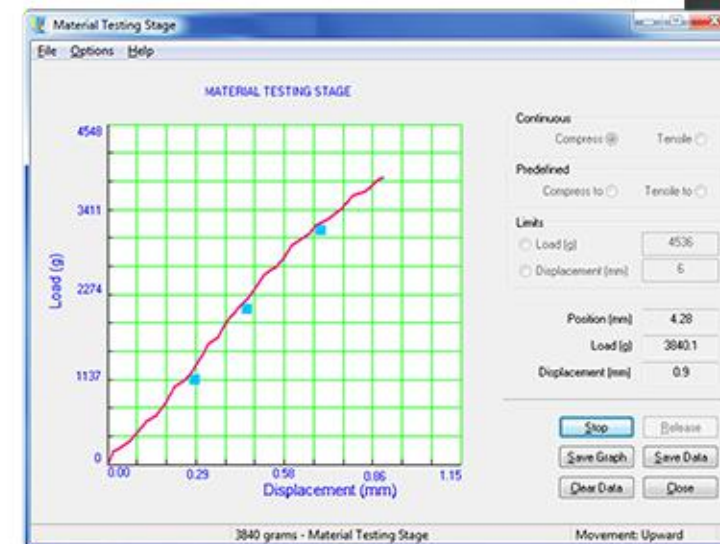 Material Testing Stage
File Options Help
MATERIAL TESTING STAGE
4548
3411
2274
1137
0
Load (g)
0.00 0.29 0.58 0.86 1.15
Displacement (mm)
Continuous
Compress Tensile
Predefined
Compress to Tensile to
Limits
Load (g) 4536
Displacement (mm) 6
Position (mm) 4.28
Load (g) 3840.1
Displacement (mm) 0.9
Stop Release
Save Graph Save Data
Clear Data Close
3840 grams - Material Testing Stage Movement: Upward